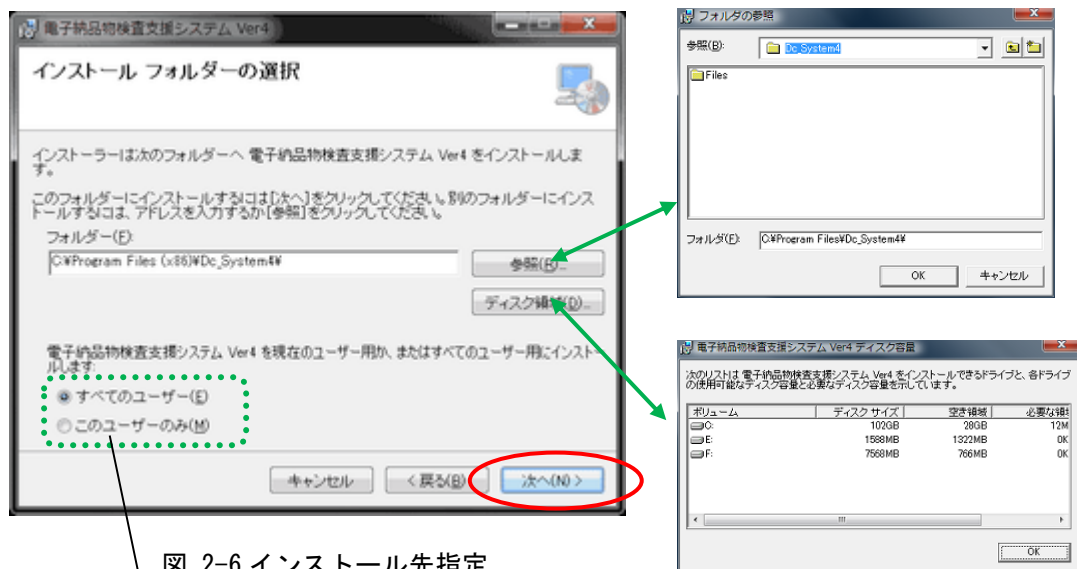 電子納品物検査支援システム Ver4
インストール フォルダーの選択
インストーラーは次のフォルダーへ 電子納品物検査支援システム Ver4 をインストールしま
す。
このフォルダーにインストールするには[次へ]をクリックしてください。別のフォルダーにインス
トールするには、アドレスを入力するか[参照]をクリックしてください。
フォルダー(F):
C:¥Program Files (x86)¥Dc_System4¥
参照(R)...
ディスク領域(D)...
電子納品物検査支援システム Ver4 を現在のユーザー用か、またはすべてのユーザー用にインストー
ルします:
すべてのユーザー(E)
このユーザーのみ(M)
キャンセル
< 戻る(B)
次へ(N) >
図 2-6 インストール先指定
フォルダの参照
参照(B):
Dc_System4
Files
フォルダ(F):
C:¥Program Files¥Dc_System4¥
OK
キャンセル
電子納品物検査支援システム Ver4 ディスク容量
次のリストは 電子納品物検査支援システム Ver4 をインストールできるドライブと、各ドライブ
の使用可能なディスク容量と必要なディスク容量を示しています。
ボリューム ディスク サイズ 空き領域 必要な領域
C: 102GB 28GB 12M
E: 1588MB 1322MB 0K
F: 7568MB 766MB 0K
OK